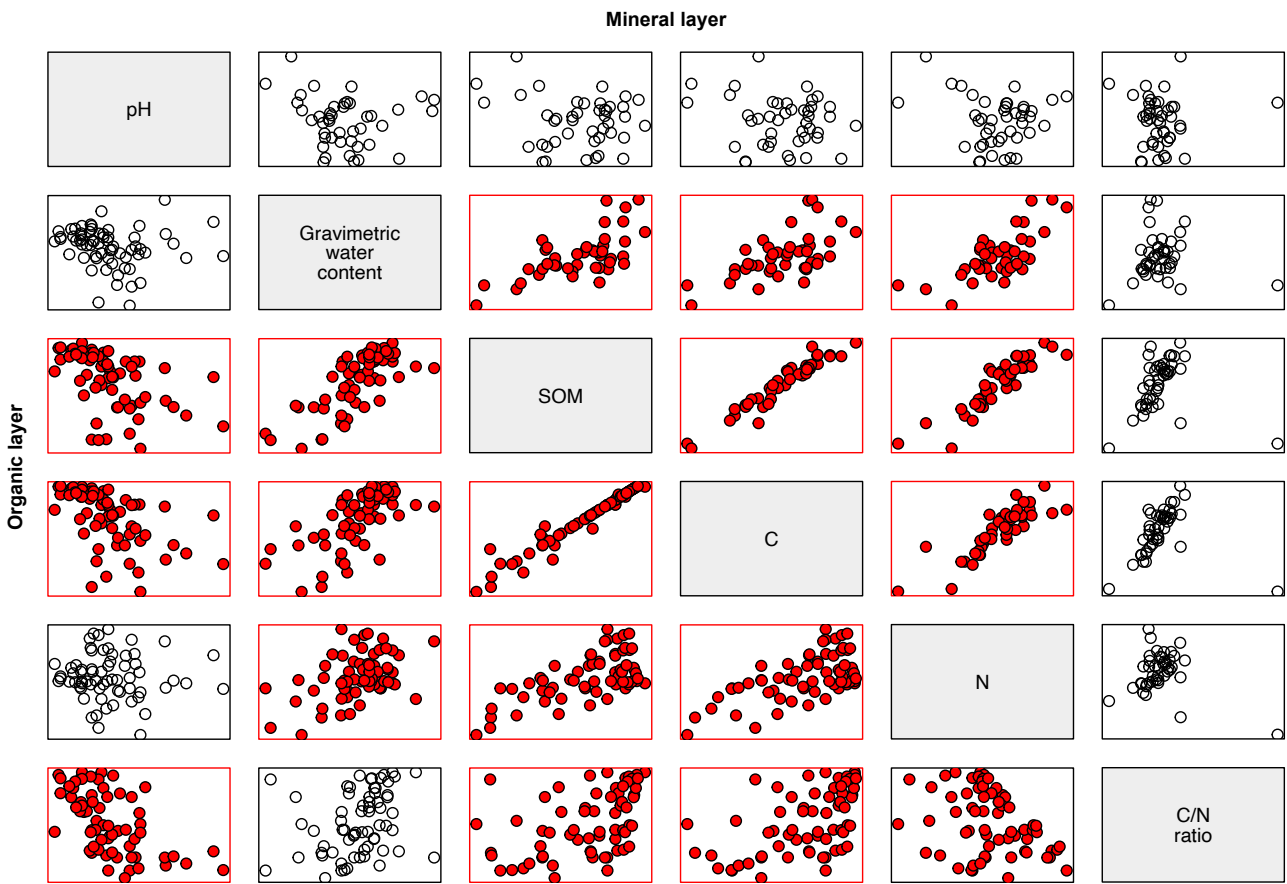 Mineral layer
pH
Gravimetric
water
content
SOM
Organic layer
C
N
C/N
ratio